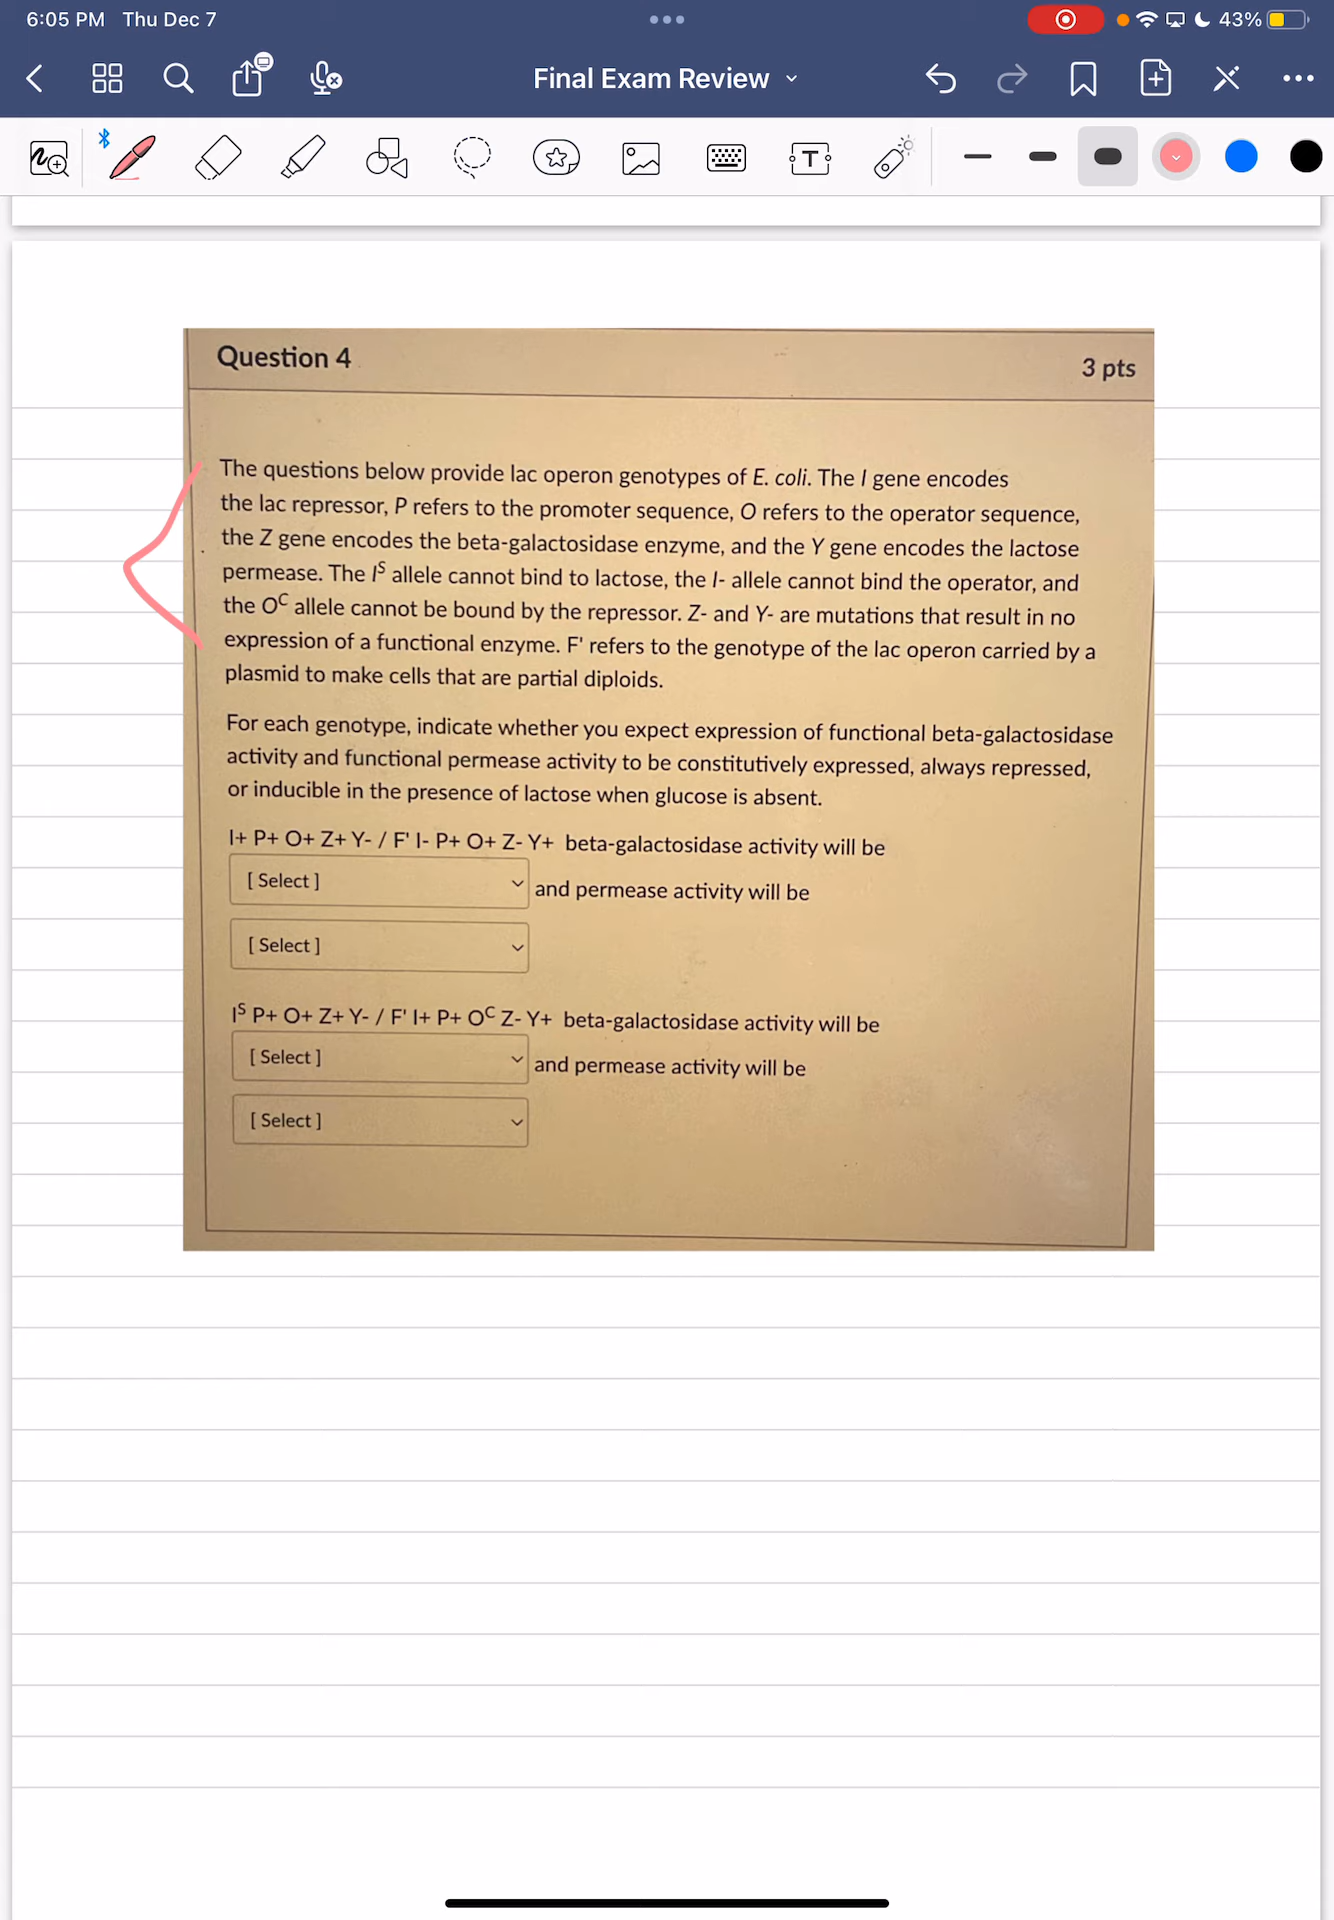 6:05 PM Thu Dec 7
43%
Final Exam Review
T
Question 4
3 pts
The questions below provide lac operon genotypes of E. coli. The I gene encodes
the lac repressor, P refers to the promoter sequence, O refers to the operator sequence,
the Z gene encodes the beta-galactosidase enzyme, and the Y gene encodes the lactose
permease. The Iˢ allele cannot bind to lactose, the I- allele cannot bind the operator, and
the Oᶜ allele cannot be bound by the repressor. Z- and Y- are mutations that result in no
expression of a functional enzyme. F' refers to the genotype of the lac operon carried by a
plasmid to make cells that are partial diploids.
For each genotype, indicate whether you expect expression of functional beta-galactosidase
activity and functional permease activity to be constitutively expressed, always repressed,
or inducible in the presence of lactose when glucose is absent.
I+ P+ O+ Z+ Y- / F' I- P+ O+ Z- Y+ beta-galactosidase activity will be
[ Select ]
and permease activity will be
[ Select ]
Iˢ P+ O+ Z+ Y- / F' I+ P+ Oᶜ Z- Y+ beta-galactosidase activity will be
[ Select ]
and permease activity will be
[ Select ]